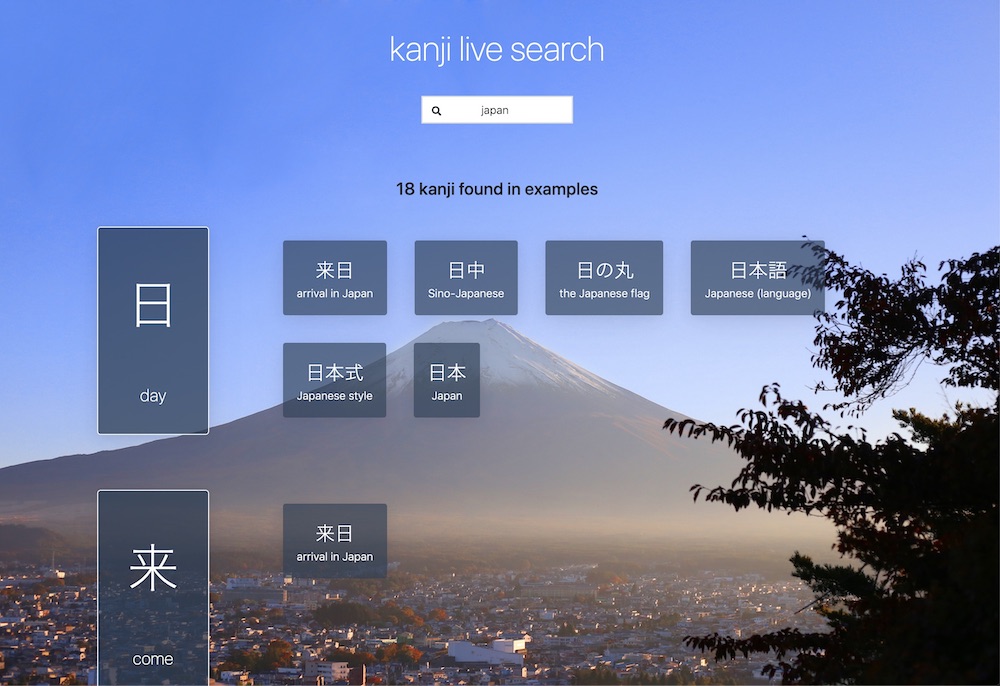 kanji live search
japan
18 kanji found in examples
日
day
来日
arrival in Japan
日中
Sino-Japanese
日の丸
the Japanese flag
日本語
Japanese (language)
日本式
Japanese style
日本
Japan
来
come
来日
arrival in Japan